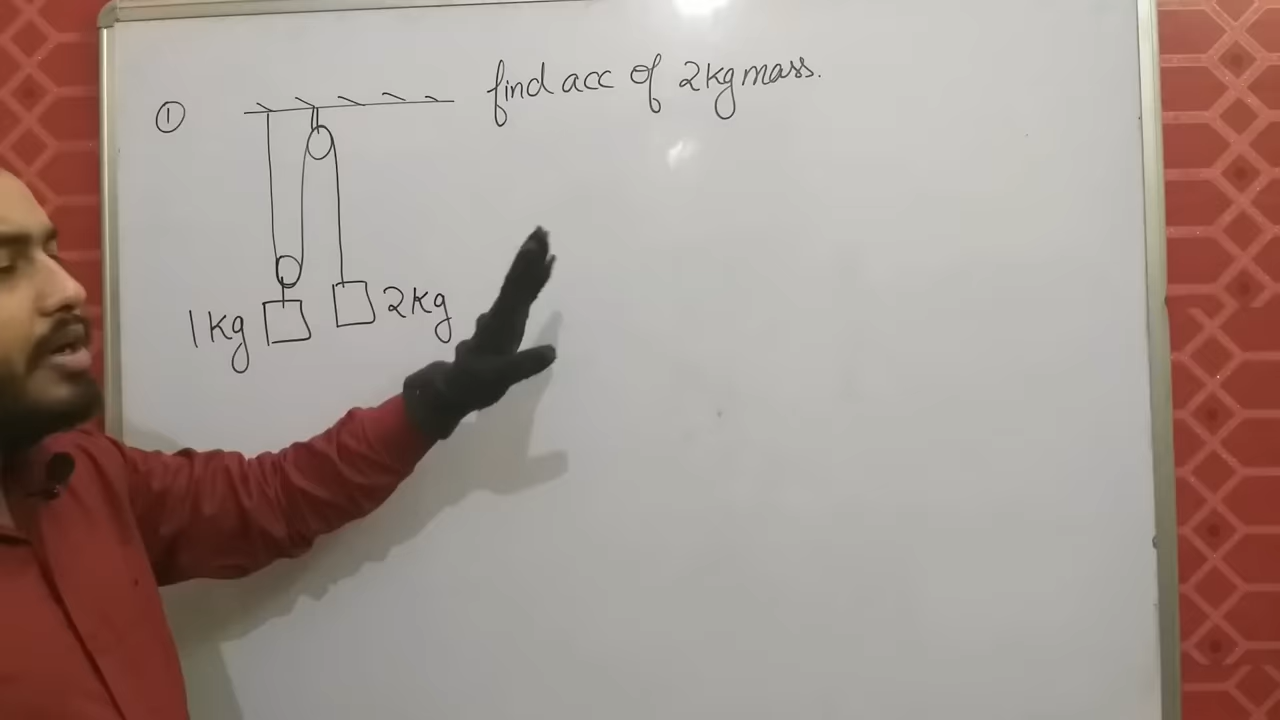 ① find acc of 2kg mass.
1kg 2kg